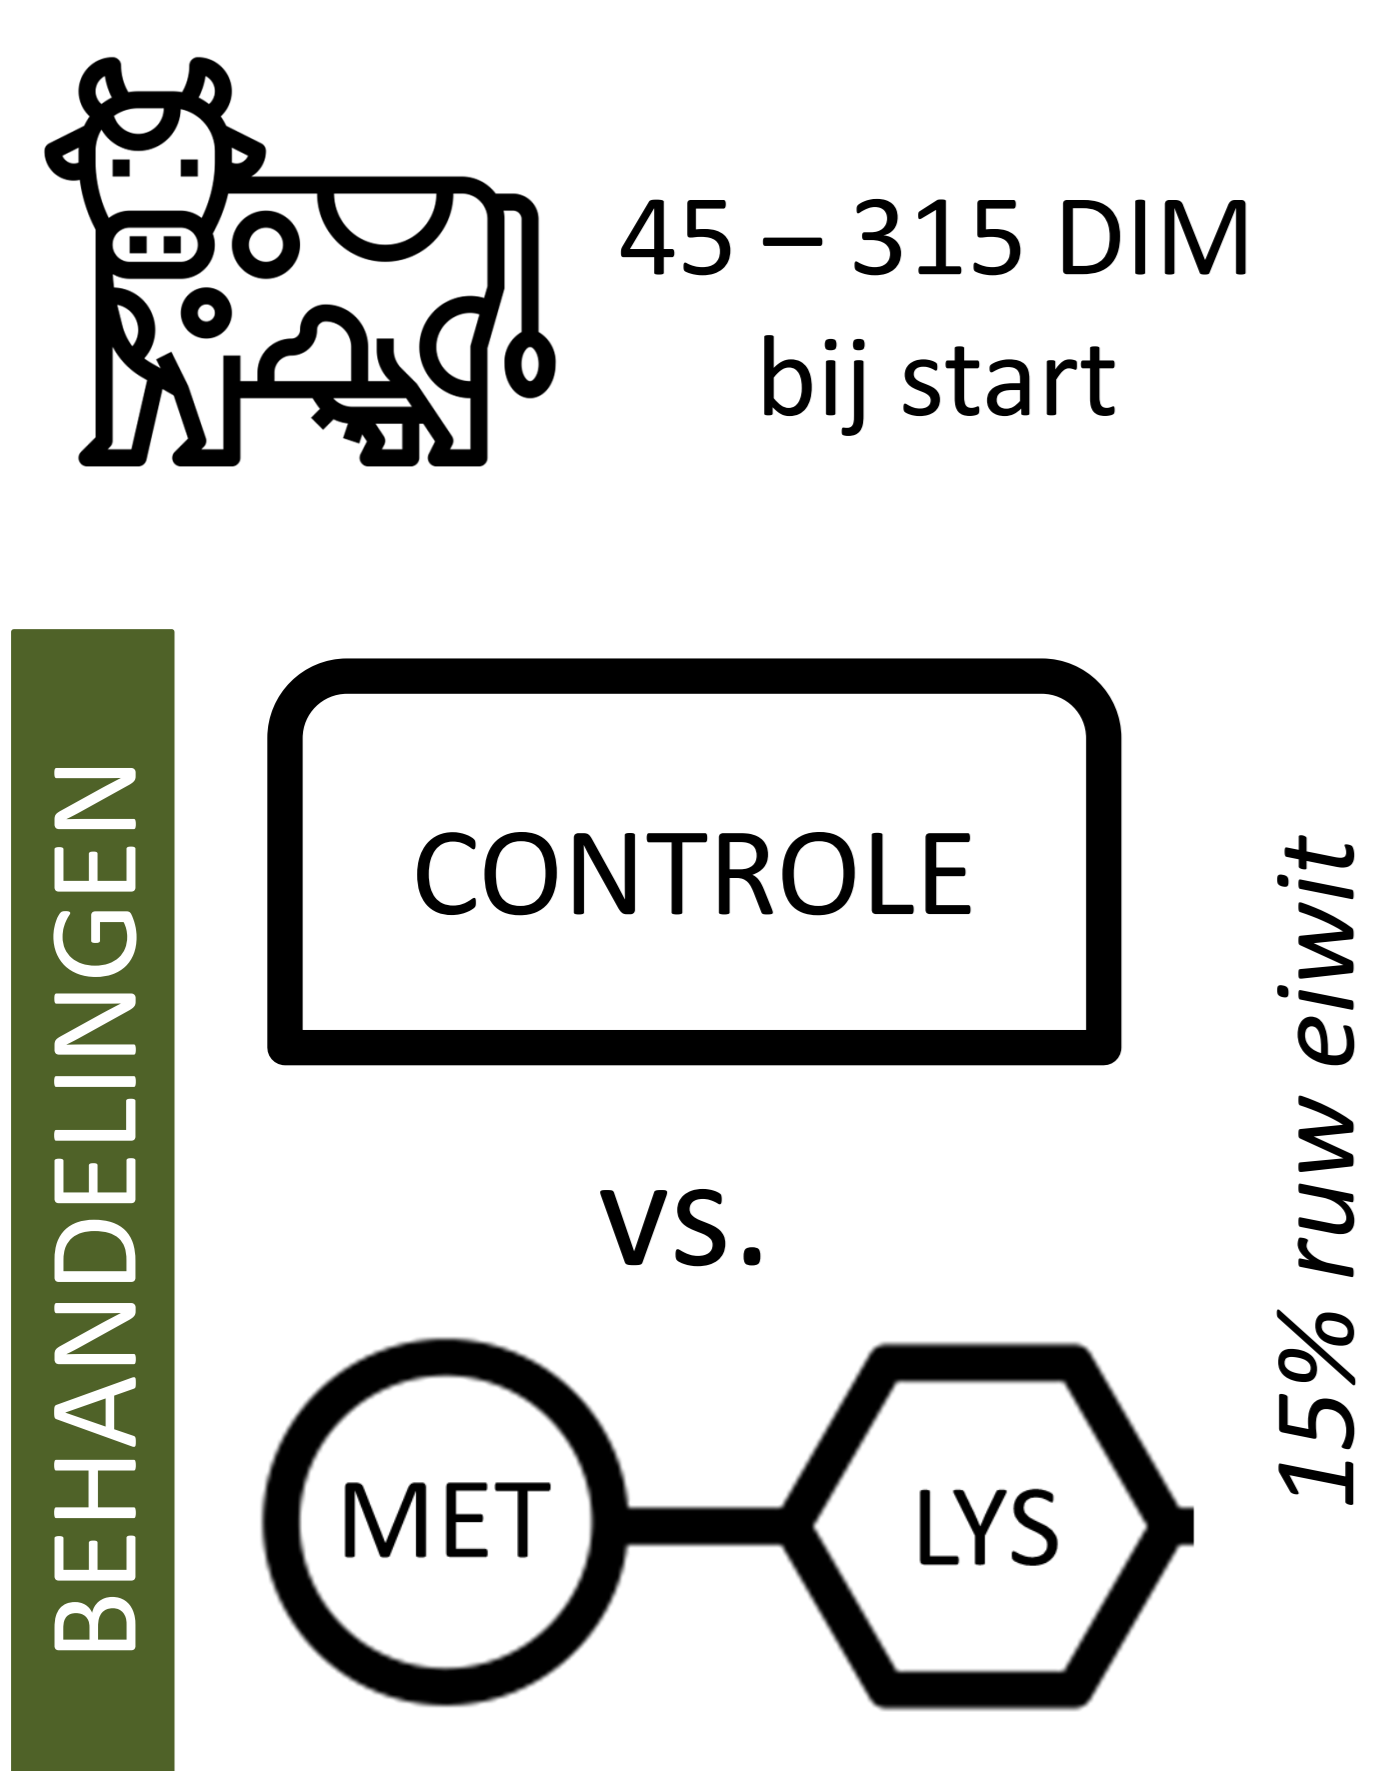 45 – 315 DIM
bij start
BEHANDELINGEN
CONTROLE
vs.
MET
LYS
15% ruw eiwit